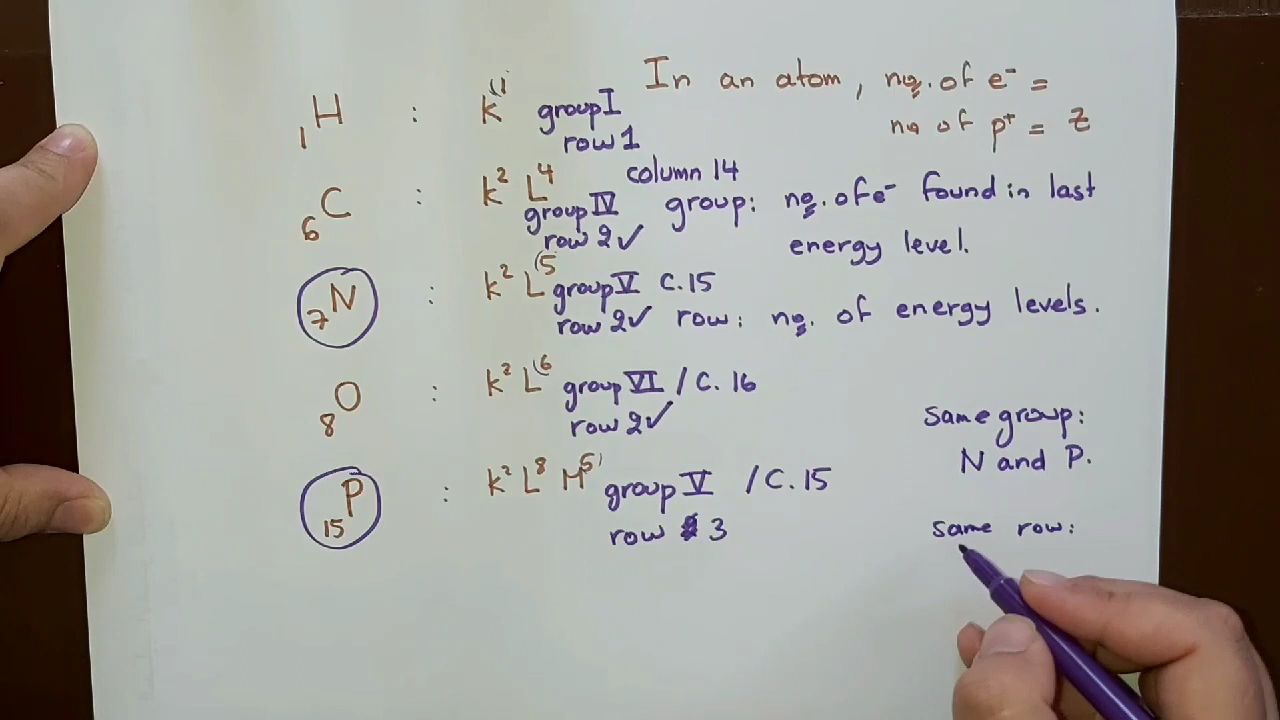 In an atom, no. of e⁻ =
no of p⁺ = Z
₁H : K¹ group I
row 1
column 14
₆C : K² L⁴
group IV
row 2 ✓
group: no. of e⁻ found in last
energy level.
₇N : K² L⁵ group V C.15
row 2 ✓
row: no. of energy levels.
₈O : K² L⁶ group VI / C. 16
row 2 ✓
₁₅P : K² L⁸ M⁵ group V / C. 15
row 3
Same group:
N and P.
same row: